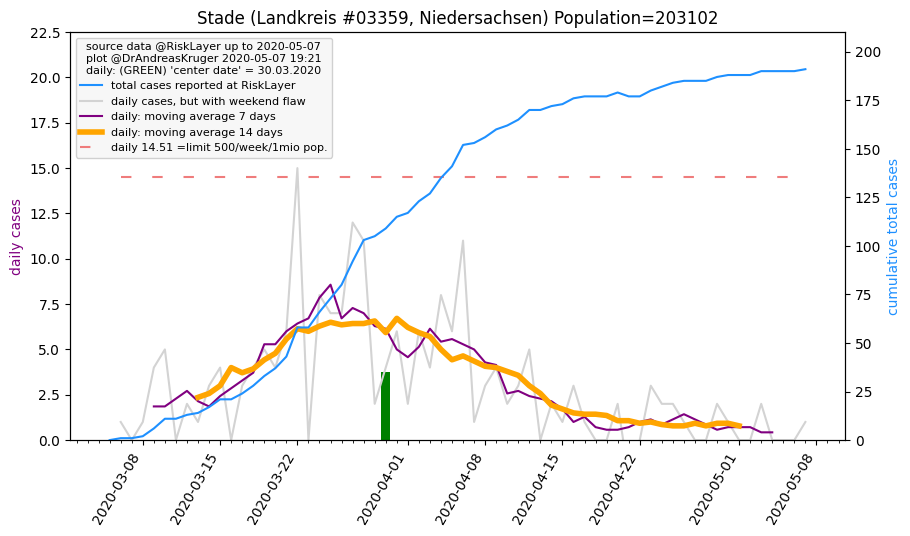 Stade (Landkreis #03359, Niedersachsen) Population=203102
source data @RiskLayer up to 2020-05-07
plot @DrAndreasKruger 2020-05-07 19:21
daily: (GREEN) 'center date' = 30.03.2020
total cases reported at RiskLayer
daily cases, but with weekend flaw
daily: moving average 7 days
daily: moving average 14 days
daily 14.51 =limit 500/week/1mio pop.
daily cases
22.5
20.0
17.5
15.0
12.5
10.0
7.5
5.0
2.5
0.0
200
175
150
125
100
75
50
25
0
cumulative total cases
2020-03-08
2020-03-15
2020-03-22
2020-04-01
2020-04-08
2020-04-15
2020-04-22
2020-05-01
2020-05-08